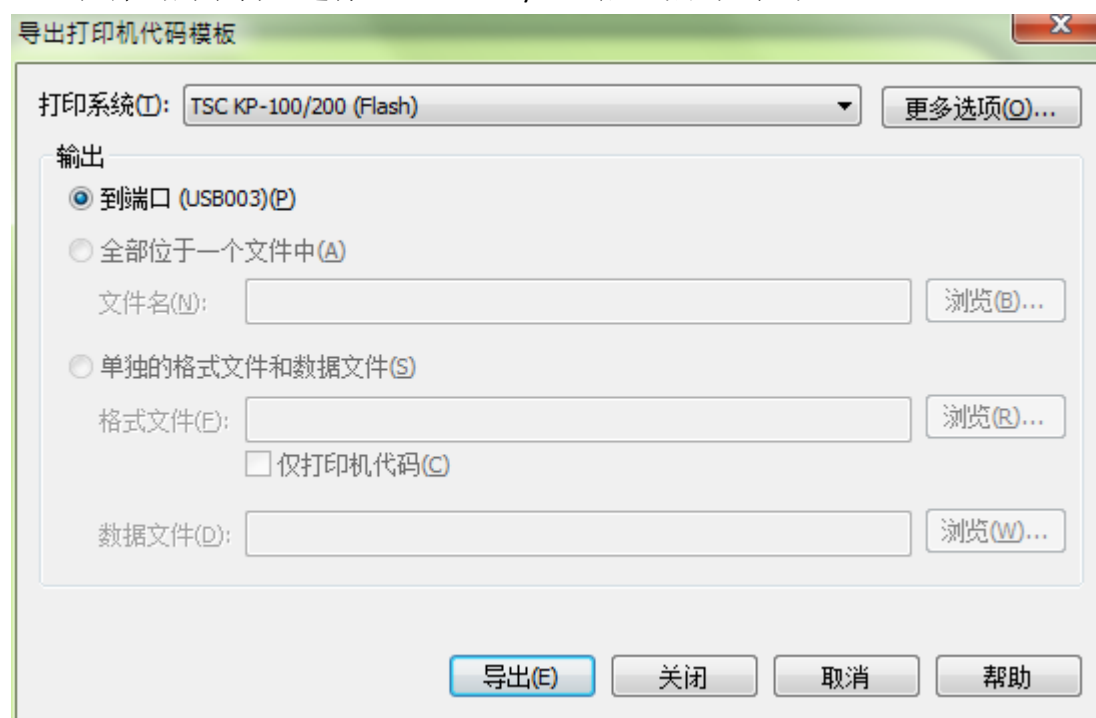 导出打印机代码模板
打印系统(T): TSC KP-100/200 (Flash) 更多选项(O)...
输出
到端口 (USB003)(P)
全部位于一个文件中(A)
文件名(N): 浏览(B)...
单独的格式文件和数据文件(S)
格式文件(F): 浏览(R)...
仅打印机代码(C)
数据文件(D): 浏览(W)...
导出(E) 关闭 取消 帮助